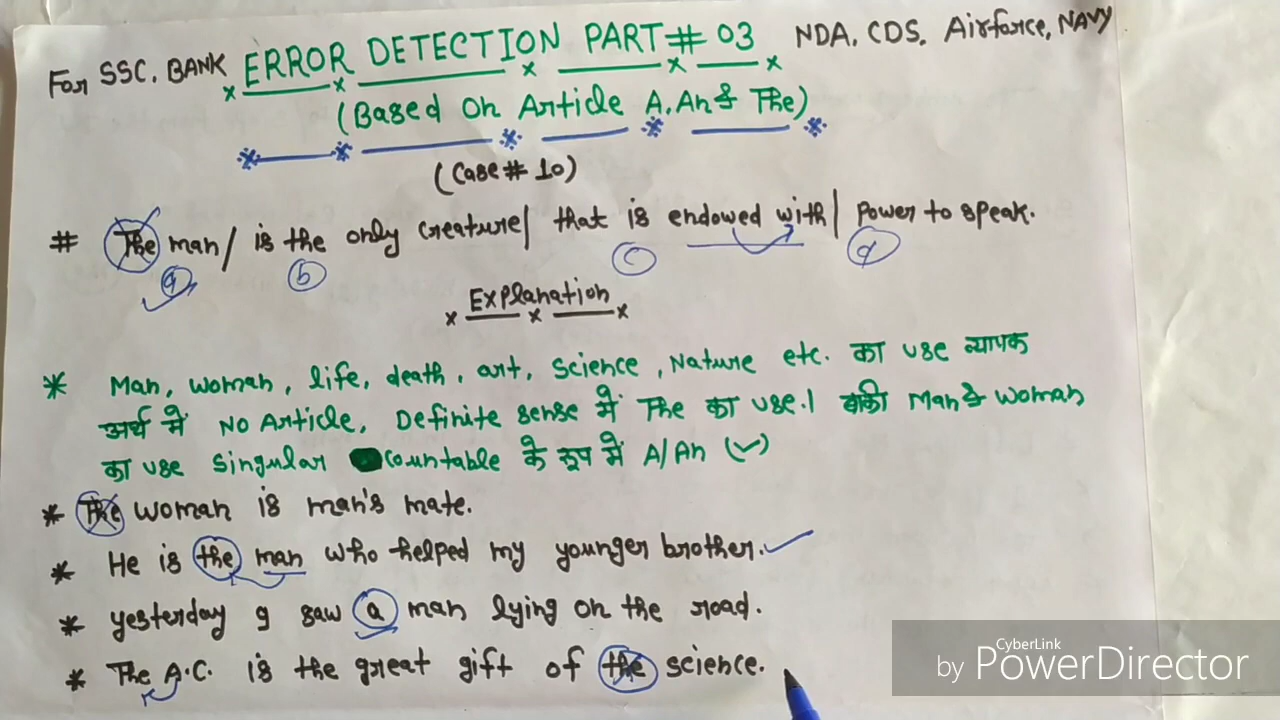 For SSC, BANK ERROR DETECTION PART # 03 NDA, CDS, Airforce, NAVY
(Based On Article A, An & The)
(Case # 10)
# The man/ is the only creature/ that is endowed with/ power to speak.
a b c d
Explanation
* Man, woman, life, death, art, science, Nature etc. का use व्यापक
अर्थ में No Article, Definite sense में The का use। बाकी Man & woman
का use singular countable के रूप में A/An (✓)
* The woman is man's mate.
* He is the man who helped my younger brother.
* yesterday I saw a man lying on the road.
* The A.C. is the great gift of the science.
CyberLink
by PowerDirector